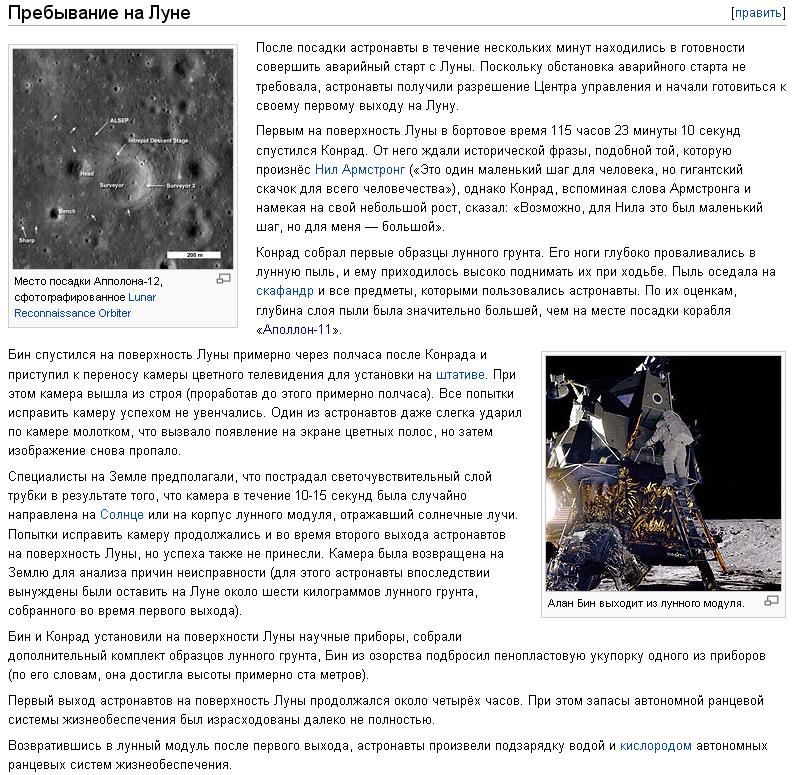 Пребывание на Луне
[править]
ALSEP
Intrepid Descent Stage
Head
Surveyor
Surveyor 3
Bench
Sharp
200 m
Место посадки Апполона-12,
сфотографированное Lunar
Reconnaissance Orbiter
После посадки астронавты в течение нескольких минут находились в готовности
совершить аварийный старт с Луны. Поскольку обстановка аварийного старта не
требовала, астронавты получили разрешение Центра управления и начали готовиться к
своему первому выходу на Луну.
Первым на поверхность Луны в бортовое время 115 часов 23 минуты 10 секунд
спустился Конрад. От него ждали исторической фразы, подобной той, которую
произнёс Нил Армстронг («Это один маленький шаг для человека, но гигантский
скачок для всего человечества»), однако Конрад, вспоминая слова Армстронга и
намекая на свой небольшой рост, сказал: «Возможно, для Нила это был маленький
шаг, но для меня — большой».
Конрад собрал первые образцы лунного грунта. Его ноги глубоко проваливались в
лунную пыль, и ему приходилось высоко поднимать их при ходьбе. Пыль оседала на
скафандр и все предметы, которыми пользовались астронавты. По их оценкам,
глубина слоя пыли была значительно большей, чем на месте посадки корабля
«Аполлон-11».
Бин спустился на поверхность Луны примерно через полчаса после Конрада и
приступил к переносу камеры цветного телевидения для установки на штативе. При
этом камера вышла из строя (проработав до этого примерно полчаса). Все попытки
исправить камеру успехом не увенчались. Один из астронавтов даже слегка ударил
по камере молотком, что вызвало появление на экране цветных полос, но затем
изображение снова пропало.
Специалисты на Земле предполагали, что пострадал светочувствительный слой
трубки в результате того, что камера в течение 10-15 секунд была случайно
направлена на Солнце или на корпус лунного модуля, отражавший солнечные лучи.
Попытки исправить камеру продолжались и во время второго выхода астронавтов
на поверхность Луны, но успеха также не принесли. Камера была возвращена на
Землю для анализа причин неисправности (для этого астронавты впоследствии
вынуждены были оставить на Луне около шести килограммов лунного грунта,
собранного во время первого выхода).
Алан Бин выходит из лунного модуля.
Бин и Конрад установили на поверхности Луны научные приборы, собрали
дополнительный комплект образцов лунного грунта, Бин из озорства подбросил пенопластовую укупорку одного из приборов
(по его словам, она достигла высоты примерно ста метров).
Первый выход астронавтов на поверхность Луны продолжался около четырёх часов. При этом запасы автономной ранцевой
системы жизнеобеспечения был израсходованы далеко не полностью.
Возвратившись в лунный модуль после первого выхода, астронавты произвели подзарядку водой и кислородом автономных
ранцевых систем жизнеобеспечения.